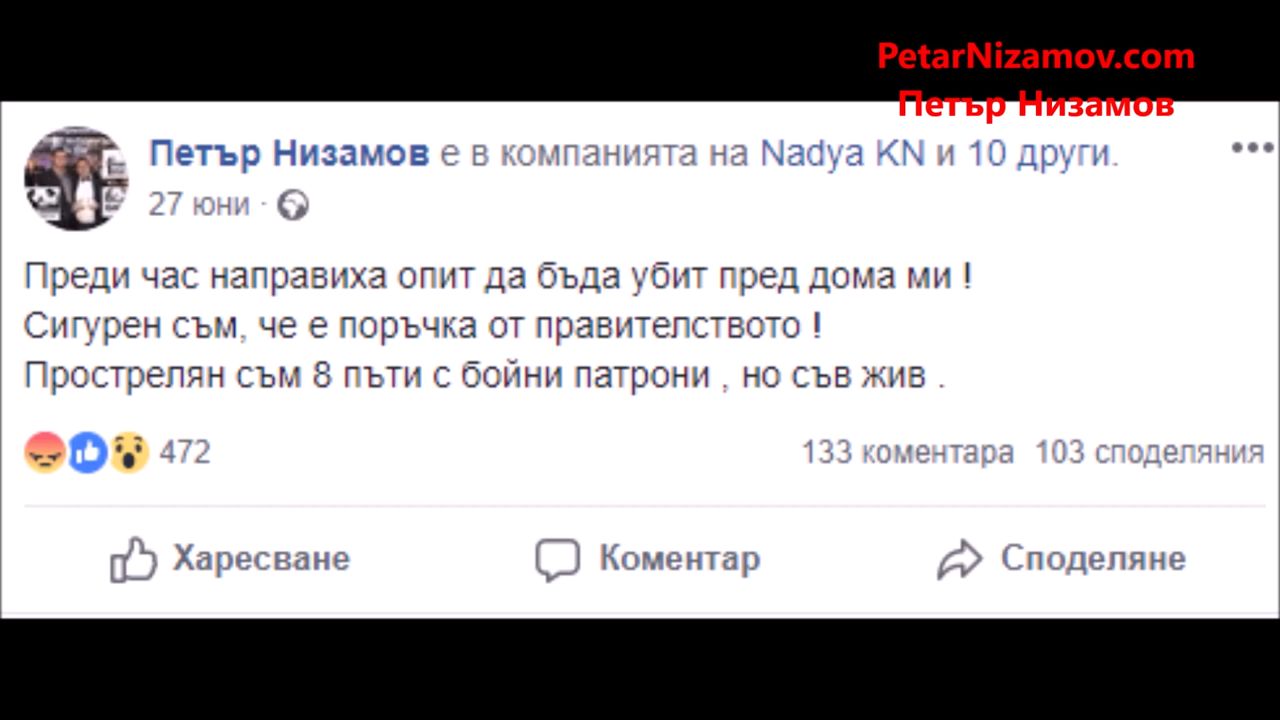 PetarNizamov.com
Петър Низамов
Петър Низамов е в компанията на Nadya KN и 10 други.
27 юни ·
Преди час направиха опит да бъда убит пред дома ми !
Сигурен съм, че е поръчка от правителството !
Прострелян съм 8 пъти с бойни патрони , но съв жив .
472 133 коментара 103 споделяния
Харесване Коментар Споделяне